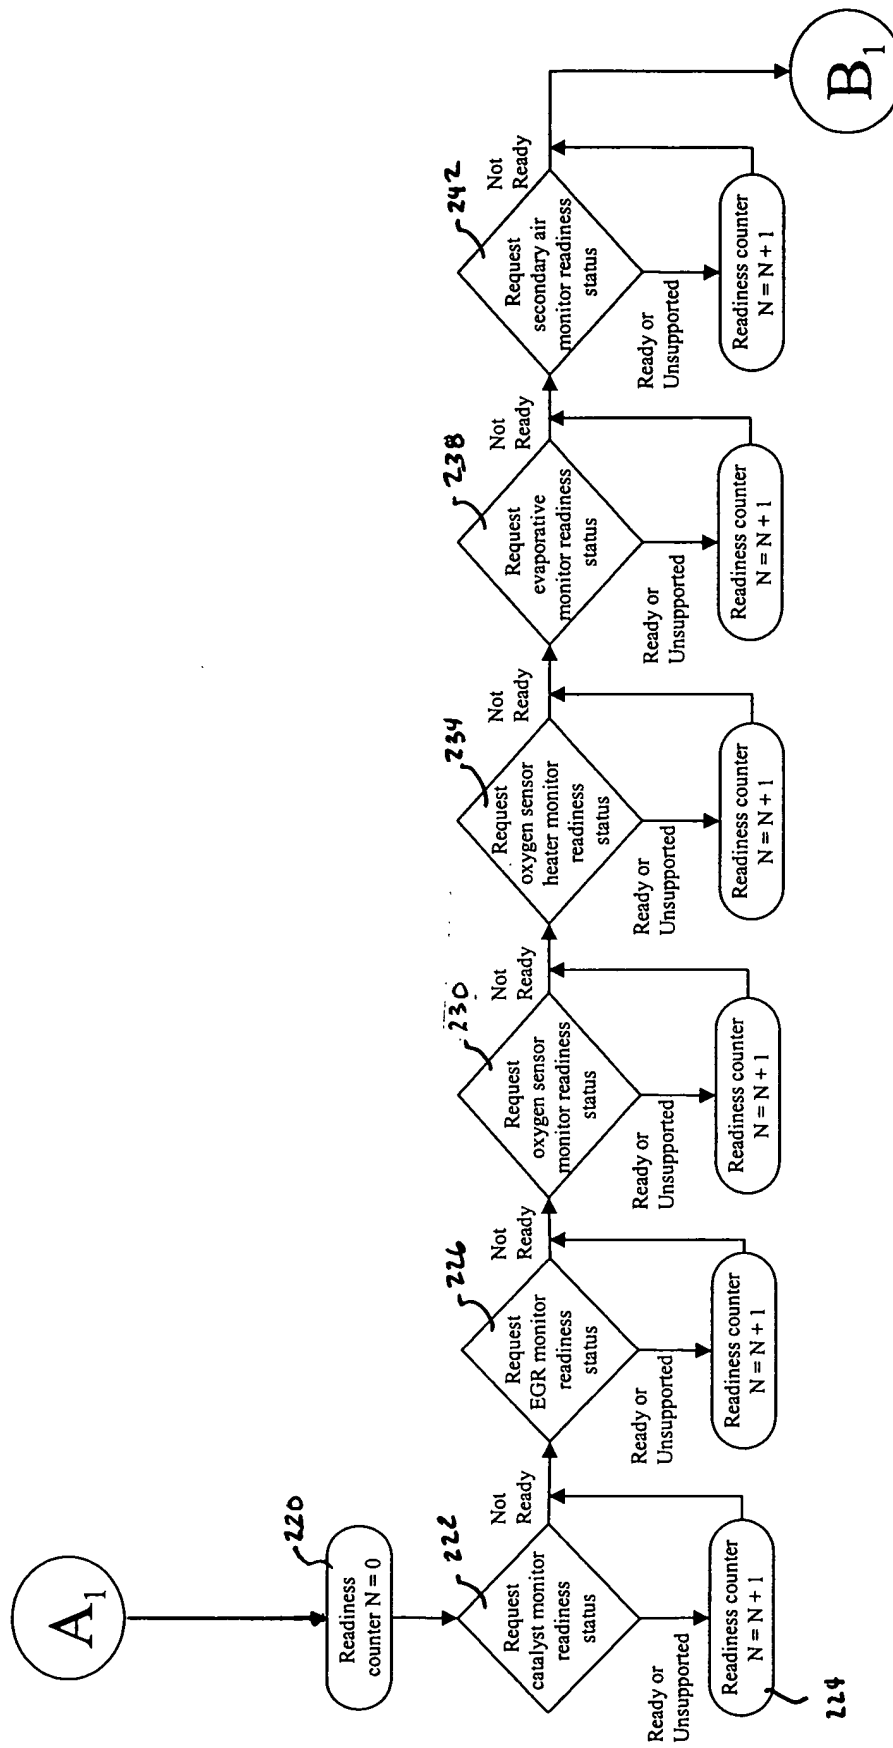 A1
220
Readiness
counter N = 0
222
Request
catalyst monitor
readiness
status
Not
Ready
Ready or
Unsupported
Readiness counter
N = N + 1
224
226
Request
EGR monitor
readiness
status
Not
Ready
Ready or
Unsupported
Readiness counter
N = N + 1
230
Request
oxygen sensor
monitor readiness
status
Not
Ready
Ready or
Unsupported
Readiness counter
N = N + 1
234
Request
oxygen sensor
heater monitor
readiness
status
Not
Ready
Ready or
Unsupported
Readiness counter
N = N + 1
238
Request
evaporative
monitor readiness
status
Not
Ready
Ready or
Unsupported
Readiness counter
N = N + 1
242
Request
secondary air
monitor readiness
status
Not
Ready
Ready or
Unsupported
Readiness counter
N = N + 1
B1